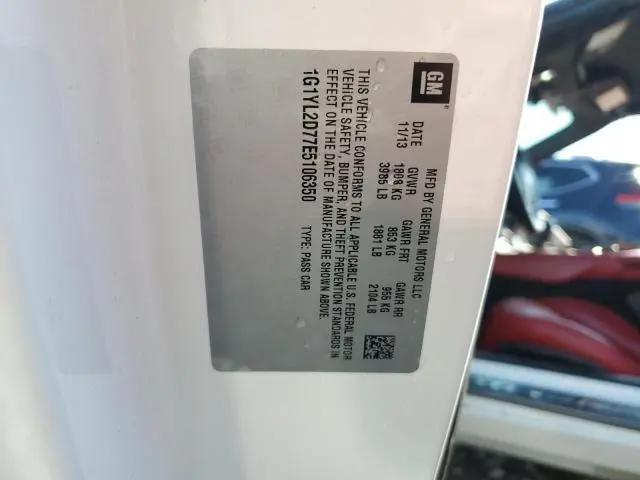 GM
MFD BY GENERAL MOTORS LLC
DATE GVWR GAWR FRT GAWR RR
11/13 1808 KG 853 KG 955 KG
3985 LB 1881 LB 2104 LB
THIS VEHICLE CONFORMS TO ALL APPLICABLE U.S. FEDERAL MOTOR
VEHICLE SAFETY, BUMPER, AND THEFT PREVENTION STANDARDS IN
EFFECT ON THE DATE OF MANUFACTURE SHOWN ABOVE.
1G1YL2D77E5106350 TYPE: PASS CAR